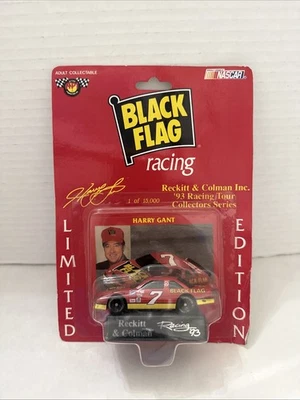 ADULT COLLECTABLE
NASCAR
BLACK
FLAG
racing
1 of 15,000
Reckitt & Colman Inc.
'93 Racing/Tour
Collectors Series
HARRY GANT
LIMITED
EDITION
7
BLACK FLAG
7
Reckitt
& Colman
Racing
93